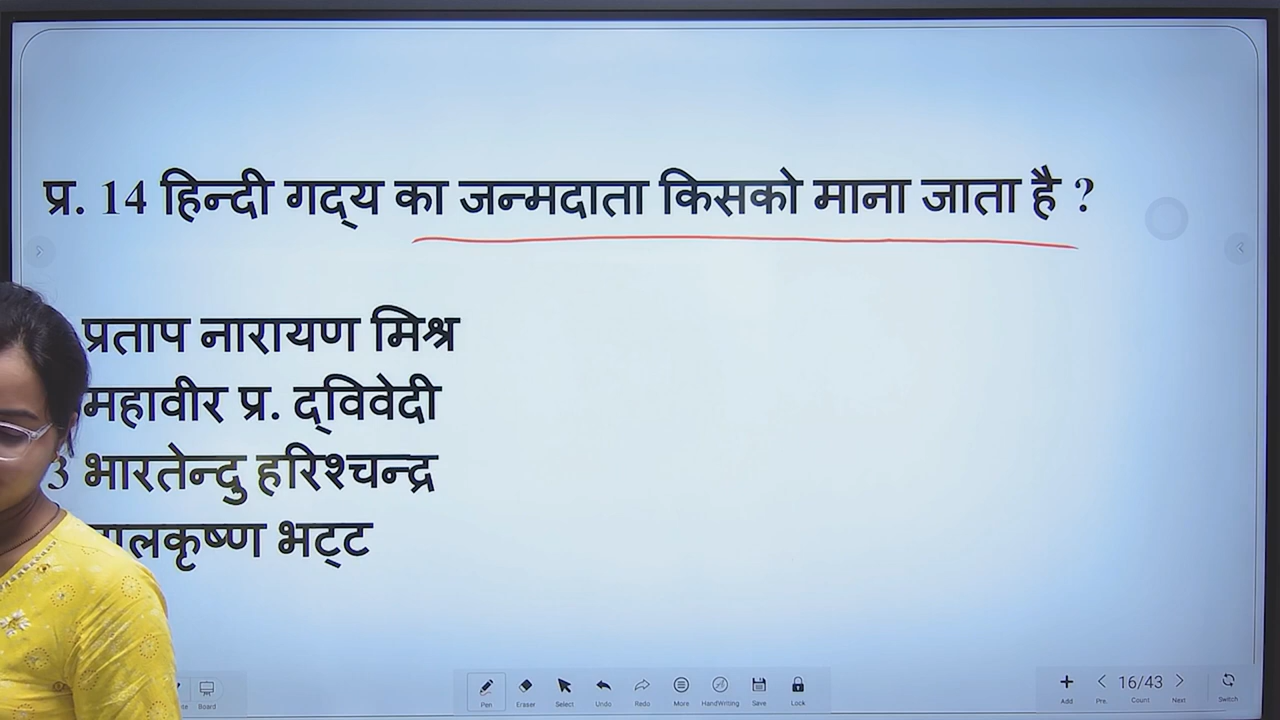 प्र. 14 हिन्दी गद्य का जन्मदाता किसको माना जाता है ?
प्रताप नारायण मिश्र
महावीर प्र. द्विवेदी
3 भारतेन्दु हरिश्चन्द्र
भट्ट
Board
Pen Eraser Select Undo Redo More HandWriting Save Lock
16/43
Add Pre. Count Next Switch